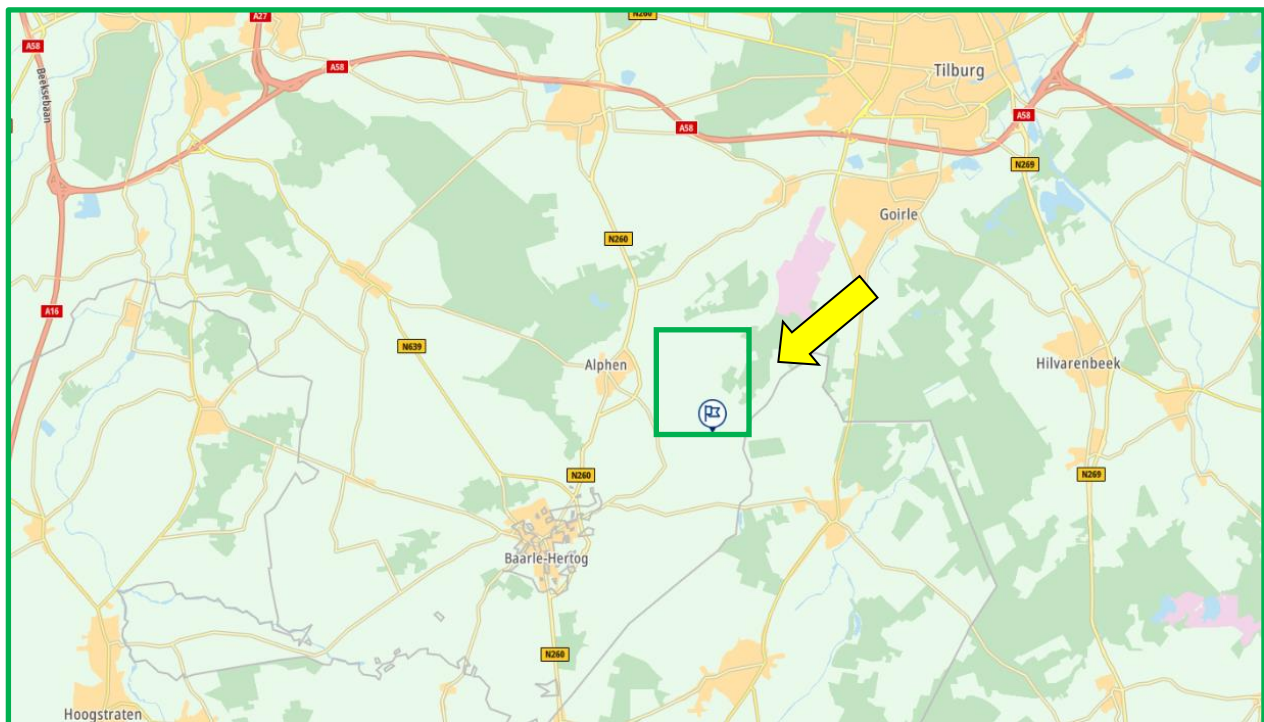 A27
N260
A58
A58
Beeksebaan
Tilburg
A58
A58
N269
Goirle
N260
A16
N639
Alphen
Hilvarenbeek
N260
N269
Baarle-Hertog
N260
Hoogstraten